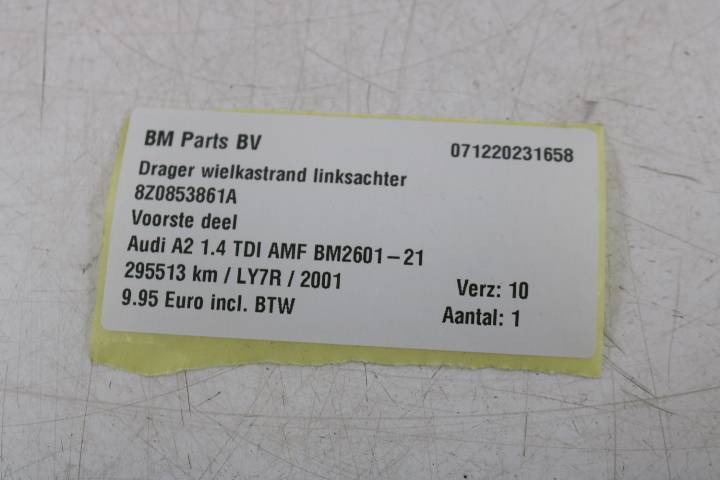 BM Parts BV 071220231658
Drager wielkastrand linksachter
8Z0853861A
Voorste deel
Audi A2 1.4 TDI AMF BM2601-21
295513 km / LY7R / 2001 Verz: 10
9.95 Euro incl. BTW Aantal: 1